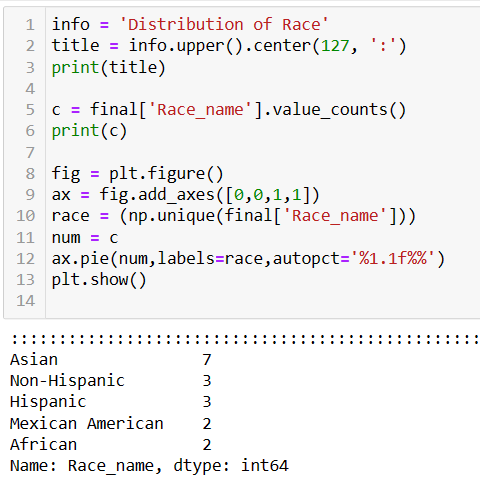 1 info = 'Distribution of Race'
2 title = info.upper().center(127, ':')
3 print(title)
4
5 c = final['Race_name'].value_counts()
6 print(c)
7
8 fig = plt.figure()
9 ax = fig.add_axes([0,0,1,1])
10 race = (np.unique(final['Race_name']))
11 num = c
12 ax.pie(num,labels=race,autopct='%1.1f%%')
13 plt.show()
14
:::::::::::::::::::::::::::::::::::::::::::::::::
Asian 7
Non-Hispanic 3
Hispanic 3
Mexican American 2
African 2
Name: Race_name, dtype: int64